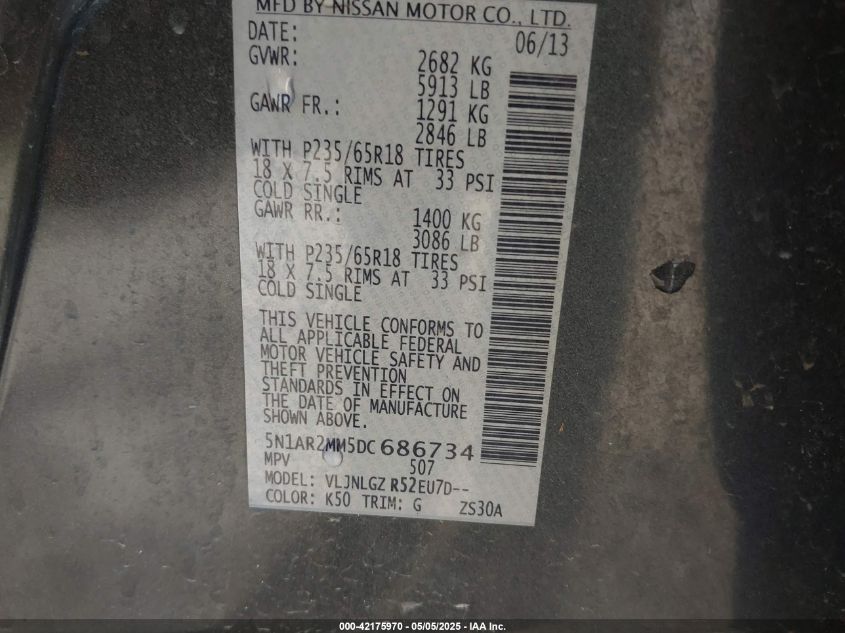 MFD BY NISSAN MOTOR CO., LTD.
DATE: 06/13
GVWR: 2682 KG
5913 LB
GAWR FR.: 1291 KG
2846 LB
WITH P235/65R18 TIRES
18 X 7.5 RIMS AT 33 PSI
COLD SINGLE
GAWR RR.: 1400 KG
3086 LB
WITH P235/65R18 TIRES
18 X 7.5 RIMS AT 33 PSI
COLD SINGLE
THIS VEHICLE CONFORMS TO
ALL APPLICABLE FEDERAL
MOTOR VEHICLE SAFETY AND
THEFT PREVENTION
STANDARDS IN EFFECT ON
THE DATE OF MANUFACTURE
SHOWN ABOVE.
5N1AR2MM5DC686734
MPV 507
MODEL: VLJNLGZ R52EU7D--
COLOR: K50 TRIM: G ZS30A
000-42175970 - 05/05/2025 - IAA Inc.